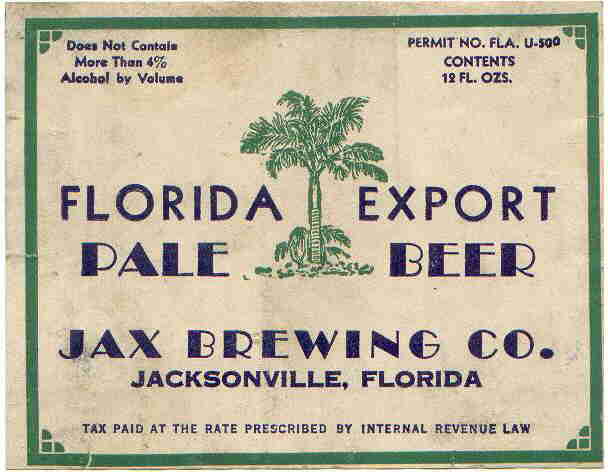 Does Not Contain
More Than 4%
Alcohol by Volume
PERMIT NO. FLA. U-500
CONTENTS
12 FL. OZS.
FLORIDA EXPORT
PALE BEER
JAX BREWING CO.
JACKSONVILLE, FLORIDA
TAX PAID AT THE RATE PRESCRIBED BY INTERNAL REVENUE LAW